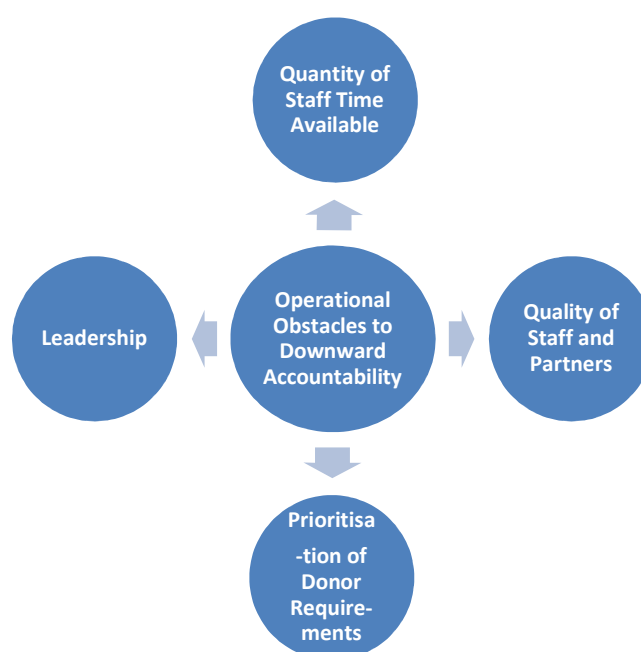 Quantity of
Staff Time
Available
Leadership
Operational
Obstacles to
Downward
Accountability
Quality of
Staff and
Partners
Prioritisa
-tion of
Donor
Require-
ments